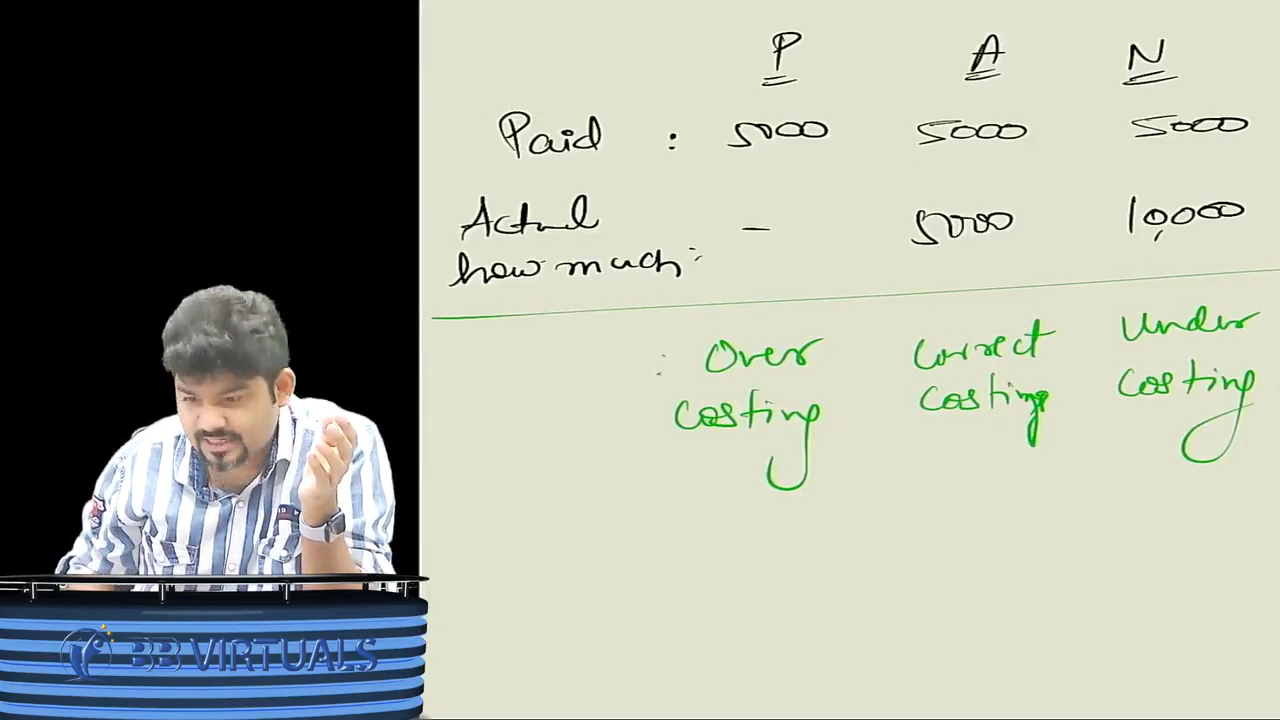 P A N
Paid : 5000 5000 5000
Actual
how much: - 5000 10,000
: Over Correct Under
costing costing costing
BB VIRTUALS